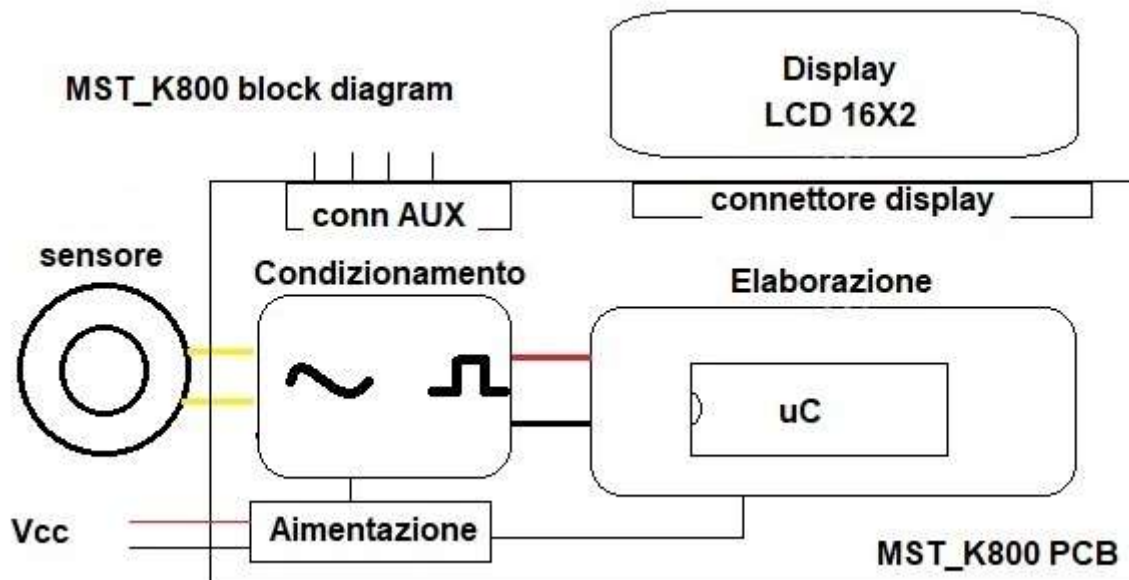 MST_K800 block diagram
Display
LCD 16X2
conn AUX
connettore display
sensore
Condizionamento
Elaborazione
uC
Vcc
Aimentazione
MST_K800 PCB